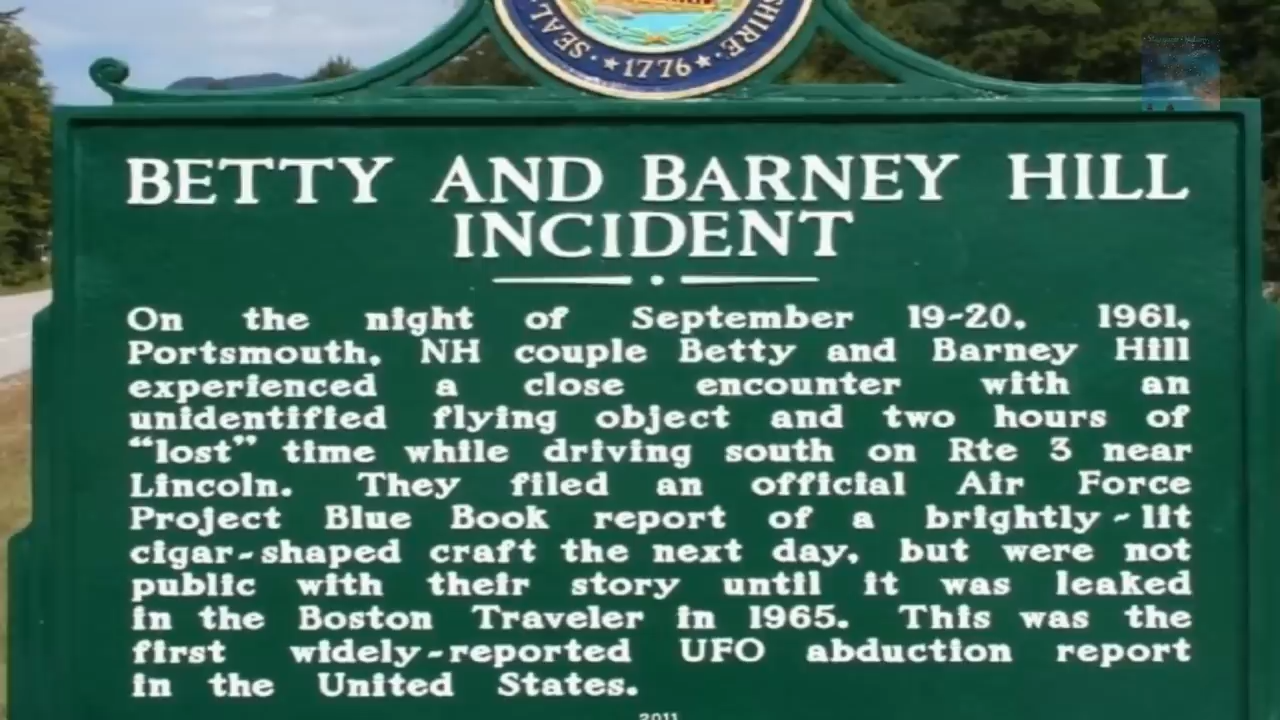 SEAL · ★ 1776 ★ · SHIRE
BETTY AND BARNEY HILL
INCIDENT
On the night of September 19-20, 1961,
Portsmouth, NH couple Betty and Barney Hill
experienced a close encounter with an
unidentified flying object and two hours of
“lost” time while driving south on Rte 3 near
Lincoln. They filed an official Air Force
Project Blue Book report of a brightly-lit
cigar-shaped craft the next day, but were not
public with their story until it was leaked
in the Boston Traveler in 1965. This was the
first widely-reported UFO abduction report
in the United States.
2011